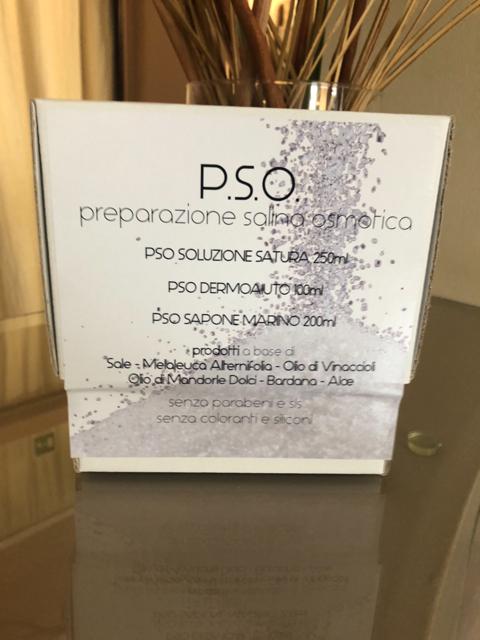 P.S.O.
preparazione salina osmotica
PSO SOLUZIONE SATURA 250ml
PSO DERMOAIUTO 100ml
PSO SAPONE MARINO 200ml
prodotti a base di
Sale - Melaleuca Alternifolia - Olio di Vinaccioli
Olio di Mandorle Dolci - Bardana - Aloe
senza parabeni e sls
senza coloranti e siliconi